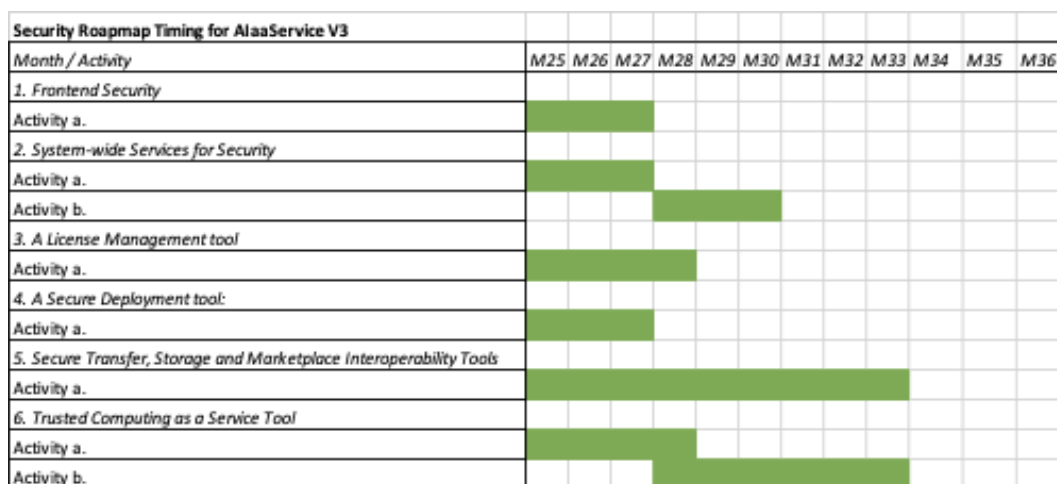 Security Roapmap Timing for AIaaService V3
Month / Activity M25 M26 M27 M28 M29 M30 M31 M32 M33 M34 M35 M36
1. Frontend Security
Activity a.
2. System-wide Services for Security
Activity a.
Activity b.
3. A License Management tool
Activity a.
4. A Secure Deployment tool:
Activity a.
5. Secure Transfer, Storage and Marketplace Interoperability Tools
Activity a.
6. Trusted Computing as a Service Tool
Activity a.
Activity b.